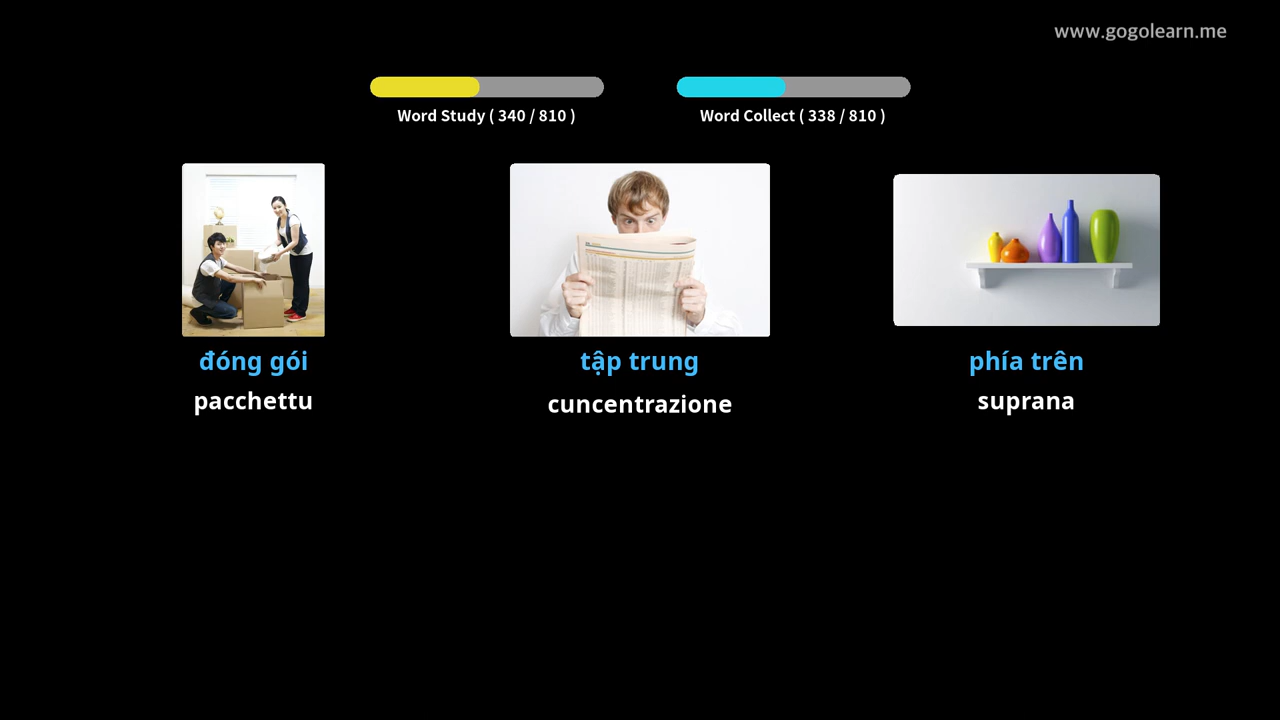 www.gogolearn.me
Word Study ( 340 / 810 )
Word Collect ( 338 / 810 )
đóng gói
pacchettu
tập trung
cuncentrazione
phía trên
suprana